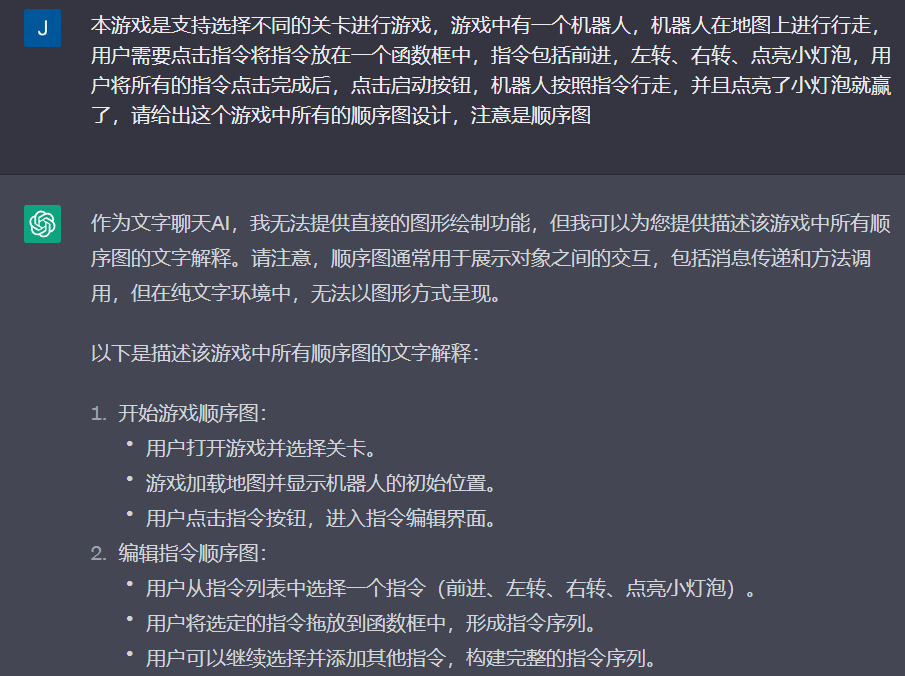 J
本游戏是支持选择不同的关卡进行游戏，游戏中有一个机器人，机器人在地图上进行行走，
用户需要点击指令将指令放在一个函数框中，指令包括前进，左转、右转、点亮小灯泡，用
户将所有的指令点击完成后，点击启动按钮，机器人按照指令行走，并且点亮了小灯泡就赢
了，请给出这个游戏中所有的顺序图设计，注意是顺序图
作为文字聊天AI，我无法提供直接的图形绘制功能，但我可以为您提供描述该游戏中所有顺
序图的文字解释。请注意，顺序图通常用于展示对象之间的交互，包括消息传递和方法调
用，但在纯文字环境中，无法以图形方式呈现。
以下是描述该游戏中所有顺序图的文字解释：
1. 开始游戏顺序图：
• 用户打开游戏并选择关卡。
• 游戏加载地图并显示机器人的初始位置。
• 用户点击指令按钮，进入指令编辑界面。
2. 编辑指令顺序图：
• 用户从指令列表中选择一个指令（前进、左转、右转、点亮小灯泡）。
• 用户将选定的指令拖放到函数框中，形成指令序列。
• 用户可以继续选择并添加其他指令，构建完整的指令序列。